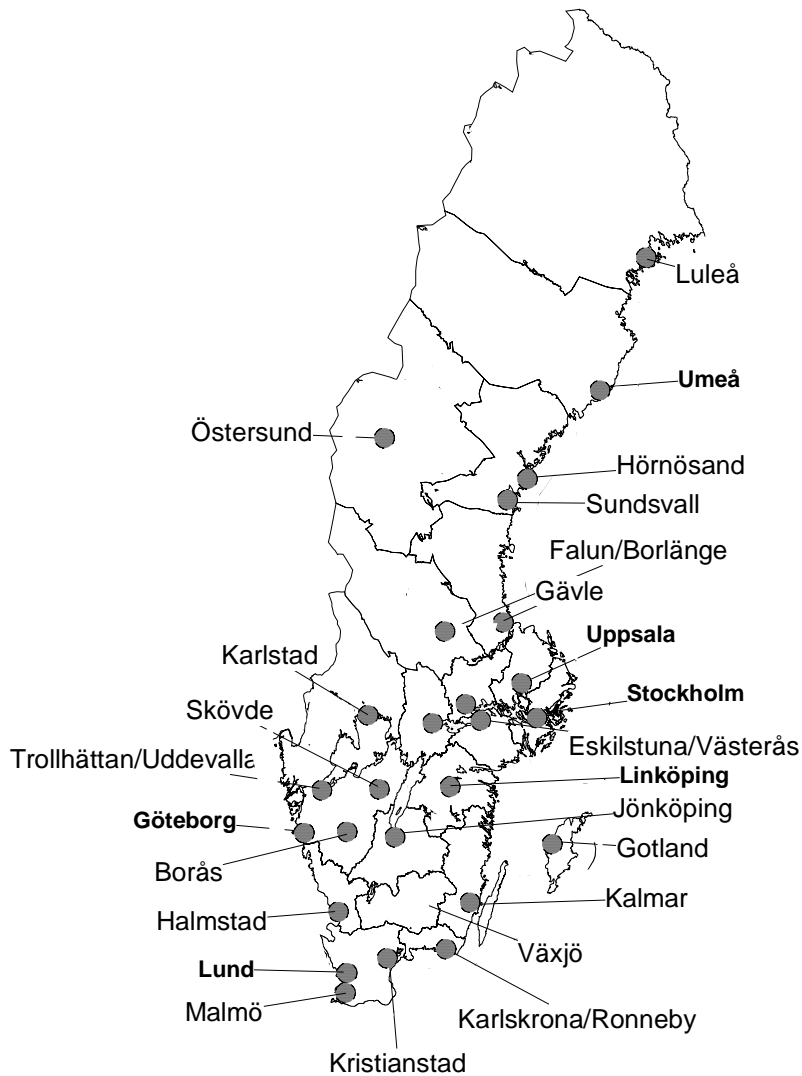 Luleå
Umeå
Östersund
Hörnösand
Sundsvall
Falun/Borlänge
Gävle
Uppsala
Karlstad
Stockholm
Skövde
Eskilstuna/Västerås
Trollhättan/Uddevalla
Linköping
Jönköping
Göteborg
Gotland
Borås
Kalmar
Halmstad
Växjö
Lund
Malmö
Karlskrona/Ronneby
Kristianstad